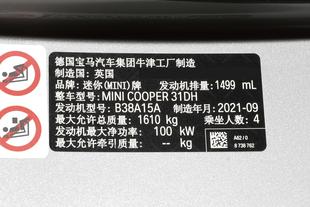 德国宝马汽车集团牛津工厂制造
制造国：英国
品牌：迷你(MINI)牌 发动机排量：1499 mL
整车型号：MINI COOPER 31DH
发动机型号：B38A15A 制造年月：2021-09
最大允许总质量：1610 kg 乘坐人数：4
发动机最大净功率：100 kW
最大允许牵引质量：-- kg
A62 / 0
8 738 762